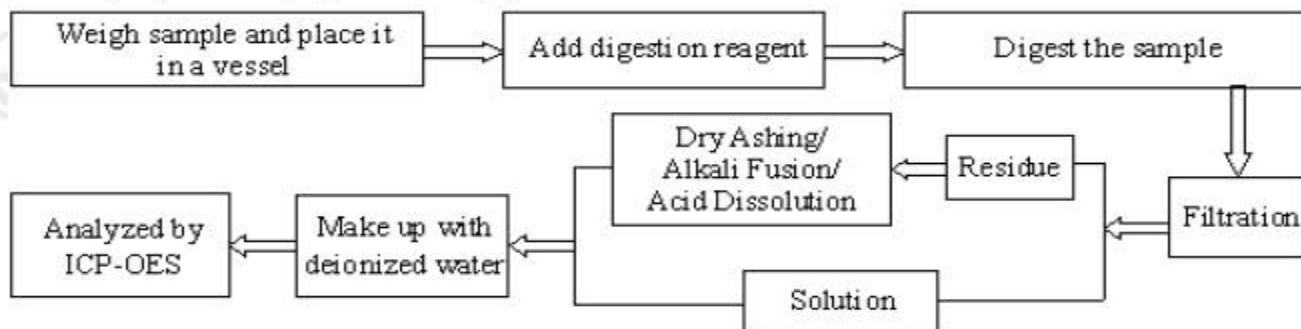 Weigh sample and place it
in a vessel
Add digestion reagent
Digest the sample
Filtration
Residue
Dry Ashing/
Alkali Fusion/
Acid Dissolution
Solution
Make up with
deionized water
Analyzed by
ICP-OES